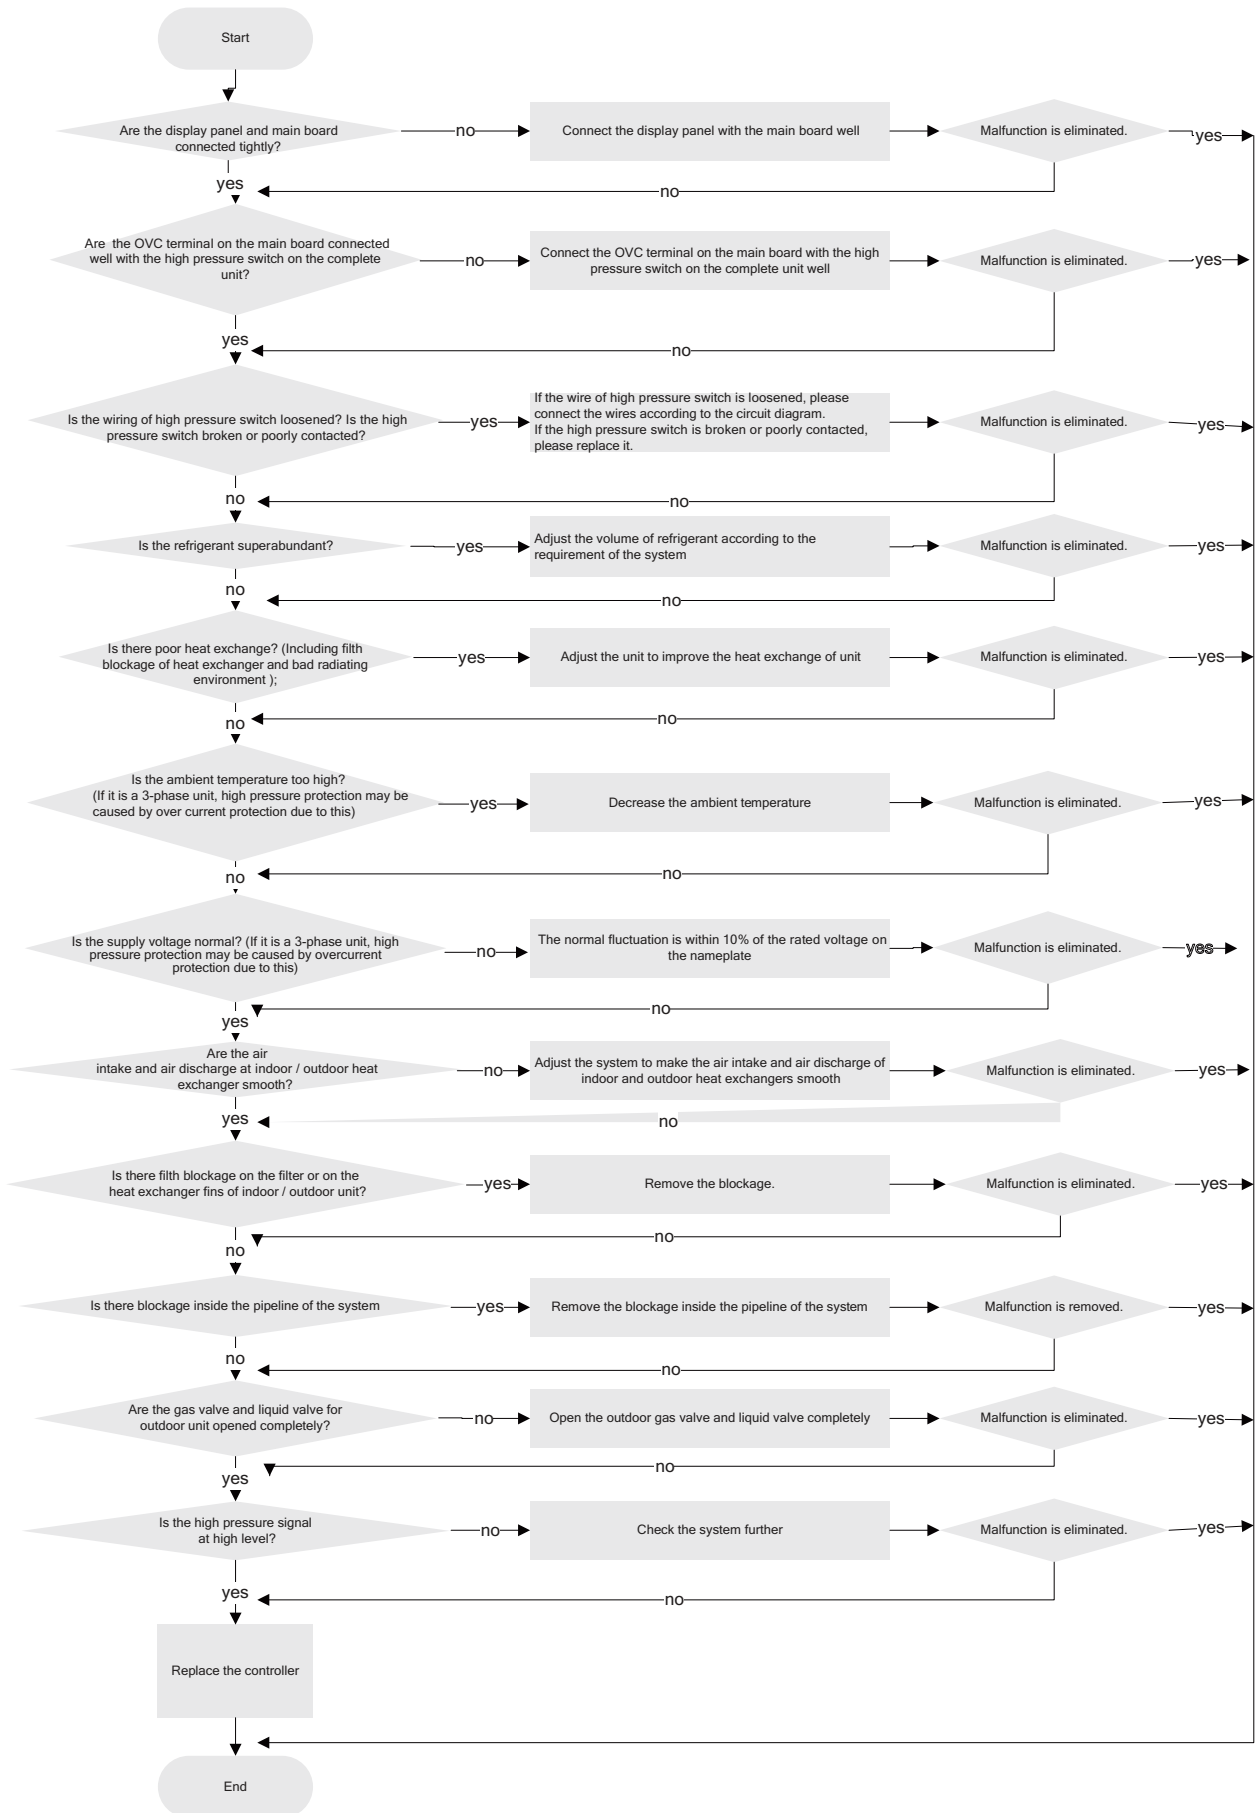 Start
Are the display panel and main board
connected tightly?
no
Connect the display panel with the main board well
Malfunction is eliminated.
yes
yes
no
Are  the OVC terminal on the main board connected
well with the high pressure switch on the complete
unit?
no
Connect the OVC terminal on the main board with the high
pressure switch on the complete unit well
Malfunction is eliminated.
yes
yes
no
Is the wiring of high pressure switch loosened? Is the high
pressure switch broken or poorly contacted?
yes
If the wire of high pressure switch is loosened, please
connect the wires according to the circuit diagram.
If the high pressure switch is broken or poorly contacted,
please replace it.
Malfunction is eliminated.
yes
no
no
Is the refrigerant superabundant?
yes
Adjust the volume of refrigerant according to the
requirement of the system
Malfunction is eliminated.
yes
no
no
Is there poor heat exchange? (Including filth
blockage of heat exchanger and bad radiating
environment );
yes
Adjust the unit to improve the heat exchange of unit
Malfunction is eliminated.
yes
no
no
Is the ambient temperature too high?
(If it is a 3-phase unit, high pressure protection may be
caused by over current protection due to this)
yes
Decrease the ambient temperature
Malfunction is eliminated.
yes
no
no
Is the supply voltage normal? (If it is a 3-phase unit, high
pressure protection may be caused by overcurrent
protection due to this)
no
The normal fluctuation is within 10% of the rated voltage on
the nameplate
Malfunction is eliminated.
yes
yes
no
Are the air
intake and air discharge at indoor / outdoor heat
exchanger smooth?
no
Adjust the system to make the air intake and air discharge of
indoor and outdoor heat exchangers smooth
Malfunction is eliminated.
yes
yes
no
Is there filth blockage on the filter or on the
heat exchanger fins of indoor / outdoor unit?
yes
Remove the blockage.
Malfunction is eliminated.
yes
no
no
Is there blockage inside the pipeline of the system
yes
Remove the blockage inside the pipeline of the system
Malfunction is removed.
yes
no
no
Are the gas valve and liquid valve for
outdoor unit opened completely?
no
Open the outdoor gas valve and liquid valve completely
Malfunction is eliminated.
yes
yes
no
Is the high pressure signal
at high level?
no
Check the system further
Malfunction is eliminated.
yes
yes
no
Replace the controller
End